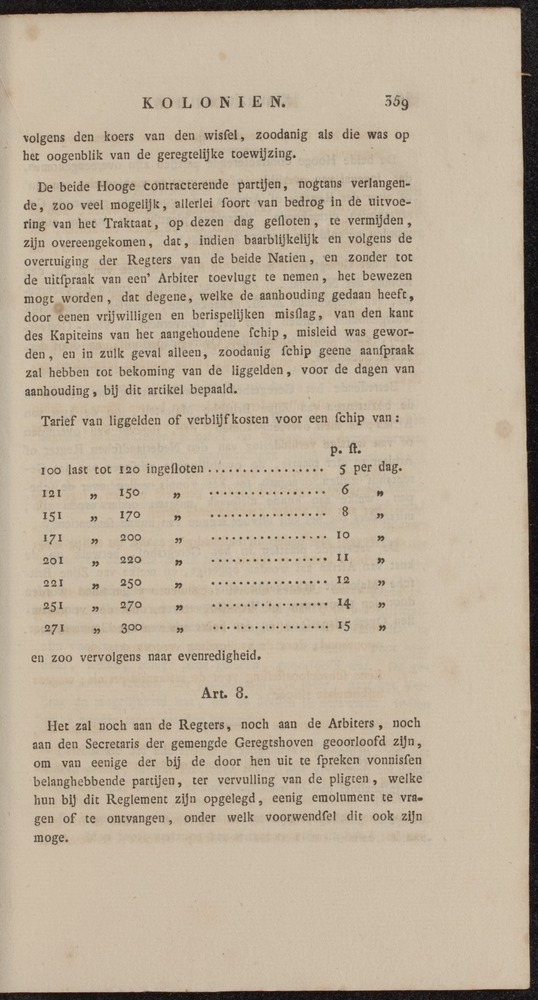 KOLONIEN. 359
volgens den koers van den wisſel, zoodanig als die was op
het oogenblik van de geregtelijke toewijzing.
De beide Hooge contracterende partijen, nogtans verlangen-
de, zoo veel mogelijk, allerlei ſoort van bedrog in de uitvoe-
ring van het Traktaat, op dezen dag geſloten, te vermijden,
zijn overeengekomen, dat, indien baarblijkelijk en volgens de
overtuiging der Regters van de beide Natien, en zonder tot
de uitſpraak van een' Arbiter toevlugt te nemen, het bewezen
mogt worden, dat degene, welke de aanhouding gedaan heeft,
door eenen vrijwilligen en berispelijken misſlag, van den kant
des Kapiteins van het aangehoudene ſchip, misleid was gewor-
den, en in zulk geval alleen, zoodanig ſchip geene aanſpraak
zal hebben tot bekoming van de liggelden, voor de dagen van
aanhouding, bij dit artikel bepaald.
Tarief van liggelden of verblijfkosten voor een ſchip van:
p. ſt.
100 last tot 120 ingeſloten ................. 5 per dag.
121 „ 150 „ ................. 6 „
151 „ 170 „ ................. 8 „
171 „ 200 „ ................. 10 „
201 „ 220 „ ................. 11 „
221 „ 250 „ ................. 12 „
251 „ 270 „ ................. 14 „
271 „ 300 „ ................. 15 „
en zoo vervolgens naar evenredigheid.
Art. 8.
Het zal noch aan de Regters, noch aan de Arbiters, noch
aan den Secretaris der gemengde Geregtshoven geoorloofd zijn,
om van eenige der bij de door hen uit te ſpreken vonnisſen
belanghebbende partijen, ter vervulling van de pligten, welke
hun bij dit Reglement zijn opgelegd, eenig emolument te vra-
gen of te ontvangen, onder welk voorwendſel dit ook zijn
moge.